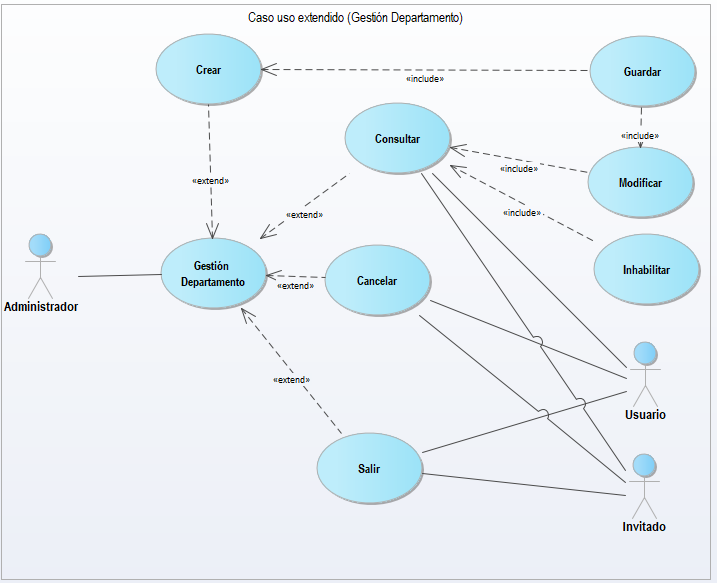 Caso uso extendido (Gestión Departamento)
Crear
Guardar
«include»
Consultar
«include»
«include»
Modificar
«extend»
«include»
«extend»
Administrador
Gestión
Departamento
Cancelar
Inhabilitar
«extend»
«extend»
Usuario
Salir
Invitado